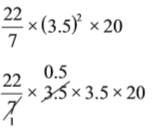 22/7 × (3.5)² × 20
0.5
22/7 × 3.5 × 3.5 × 20
1